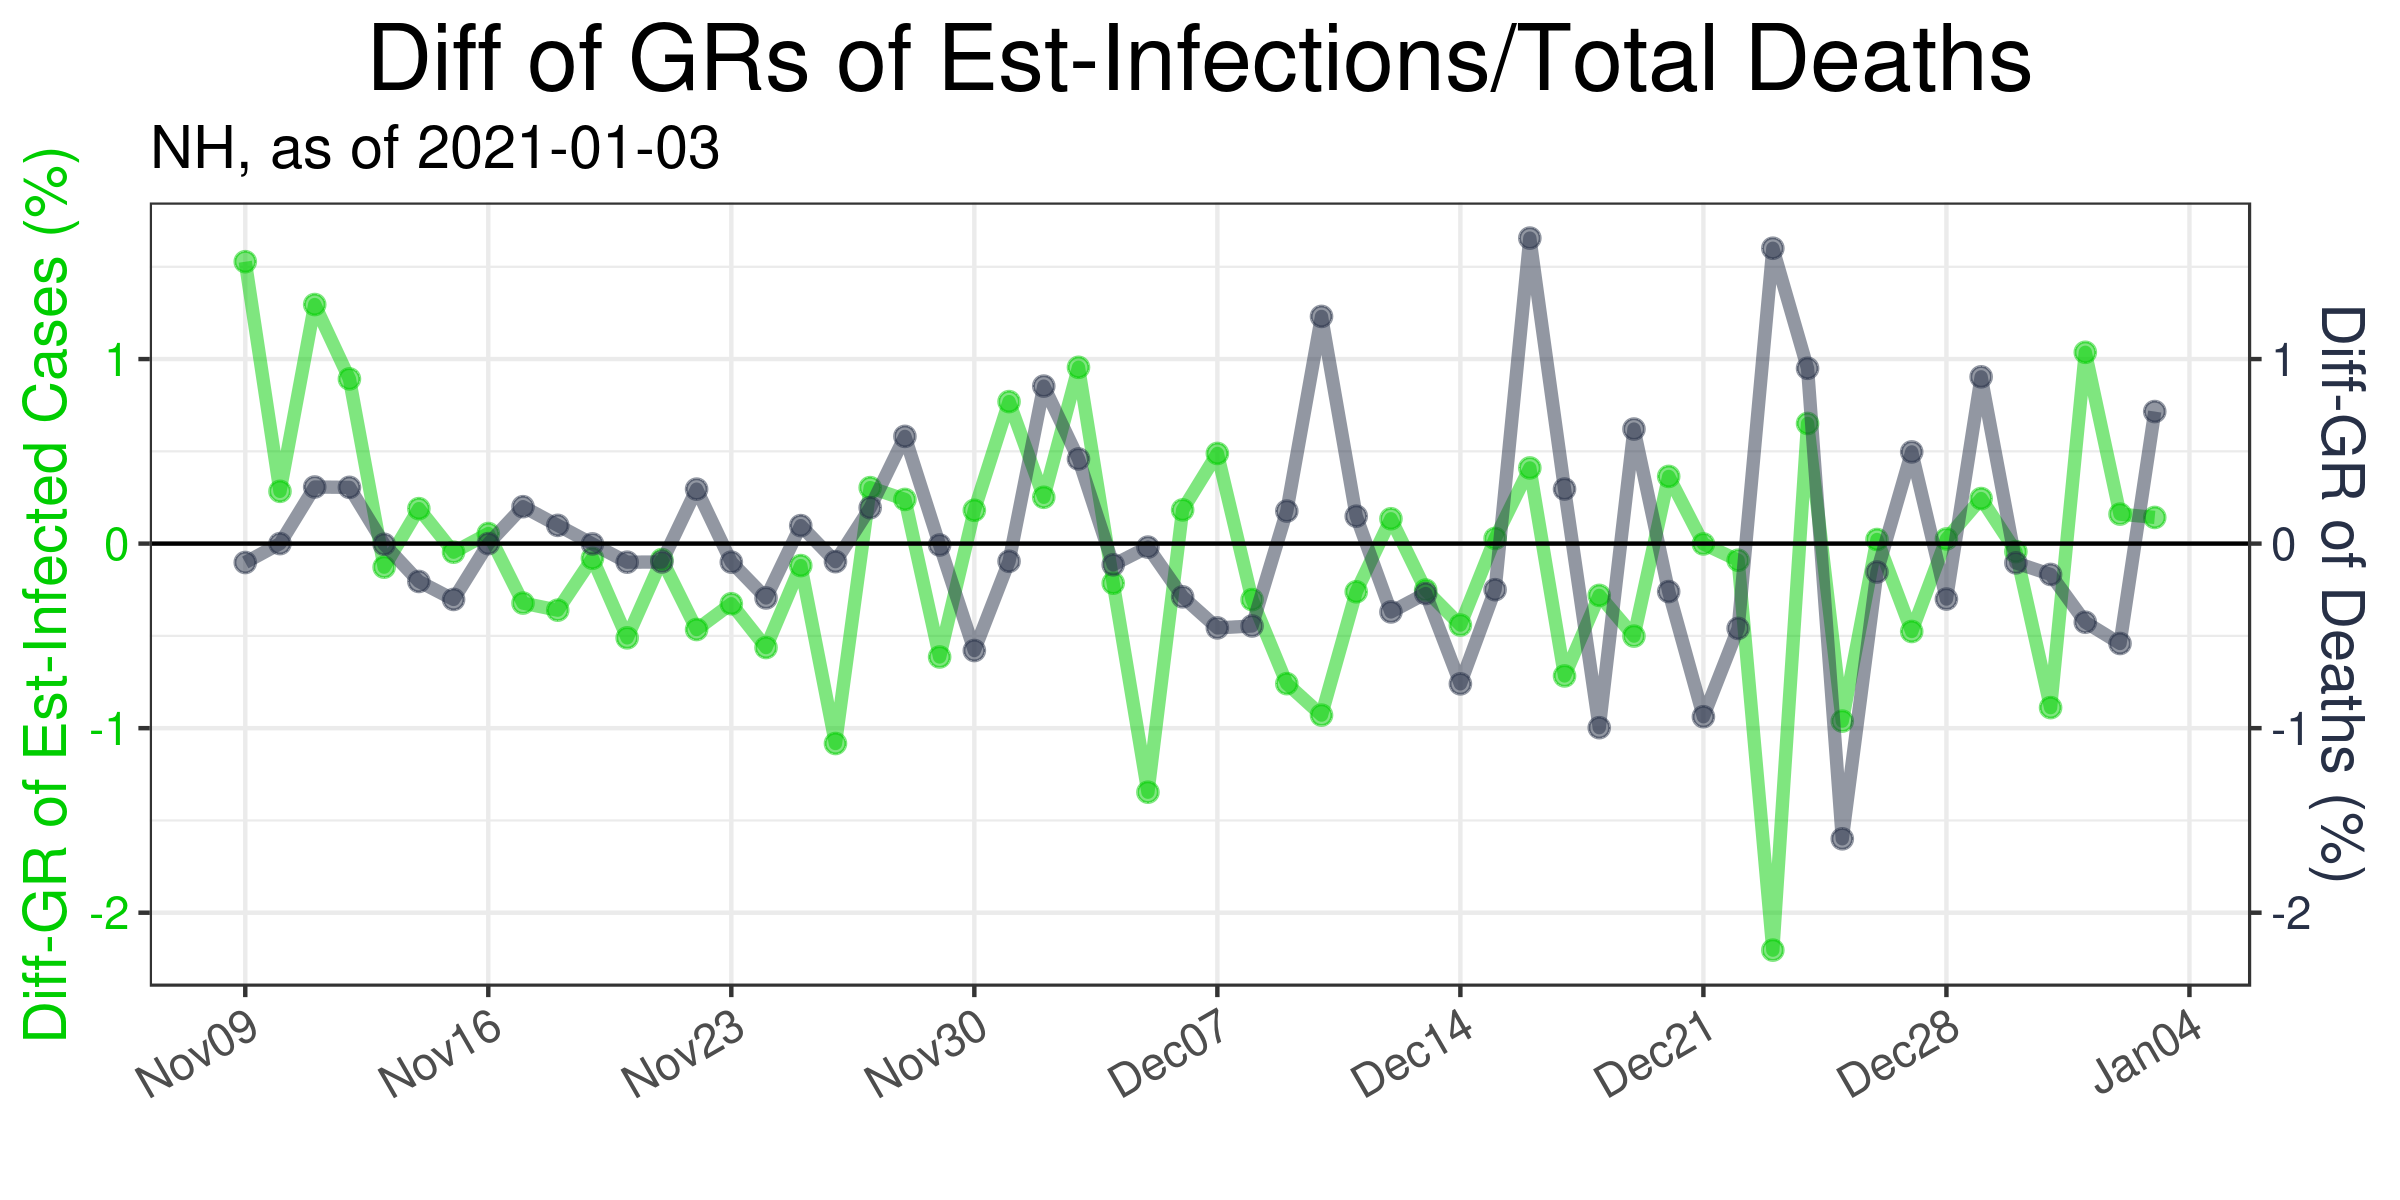 Diff of GRs of Est-Infections/Total Deaths
NH, as of 2021-01-03
Diff-GR of Est-Infected Cases (%)
1
0
-1
-2
1
0
-1
-2
Diff-GR of Deaths (%)
Nov09
Nov16
Nov23
Nov30
Dec07
Dec14
Dec21
Dec28
Jan04